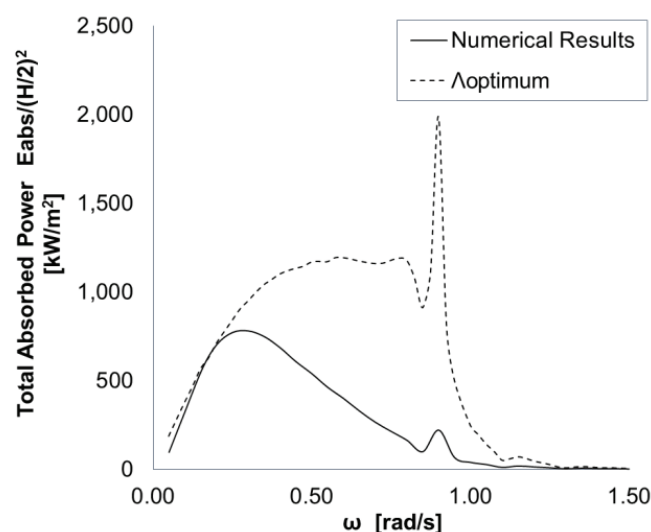 2,500
2,000
1,500
1,000
500
0
0.00 0.50 1.00 1.50
Total Absorbed Power Eabs/(H/2)²
[kW/m²]
ω [rad/s]
Numerical Results
Λoptimum